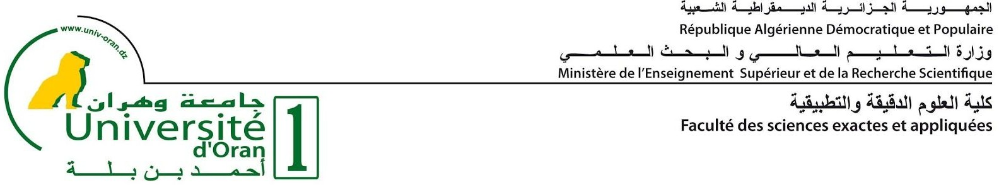 www.univ-oran.dz
جامعة وهران
Université
d'Oran
أحمد بن بلة
1
الجمهورية الجزائرية الديمقراطية الشعبية
République Algérienne Démocratique et Populaire
وزارة التعليم العالي و البحث العلمي
Ministère de l'Enseignement Supérieur et de la Recherche Scientifique
كلية العلوم الدقيقة والتطبيقية
Faculté des sciences exactes et appliquées